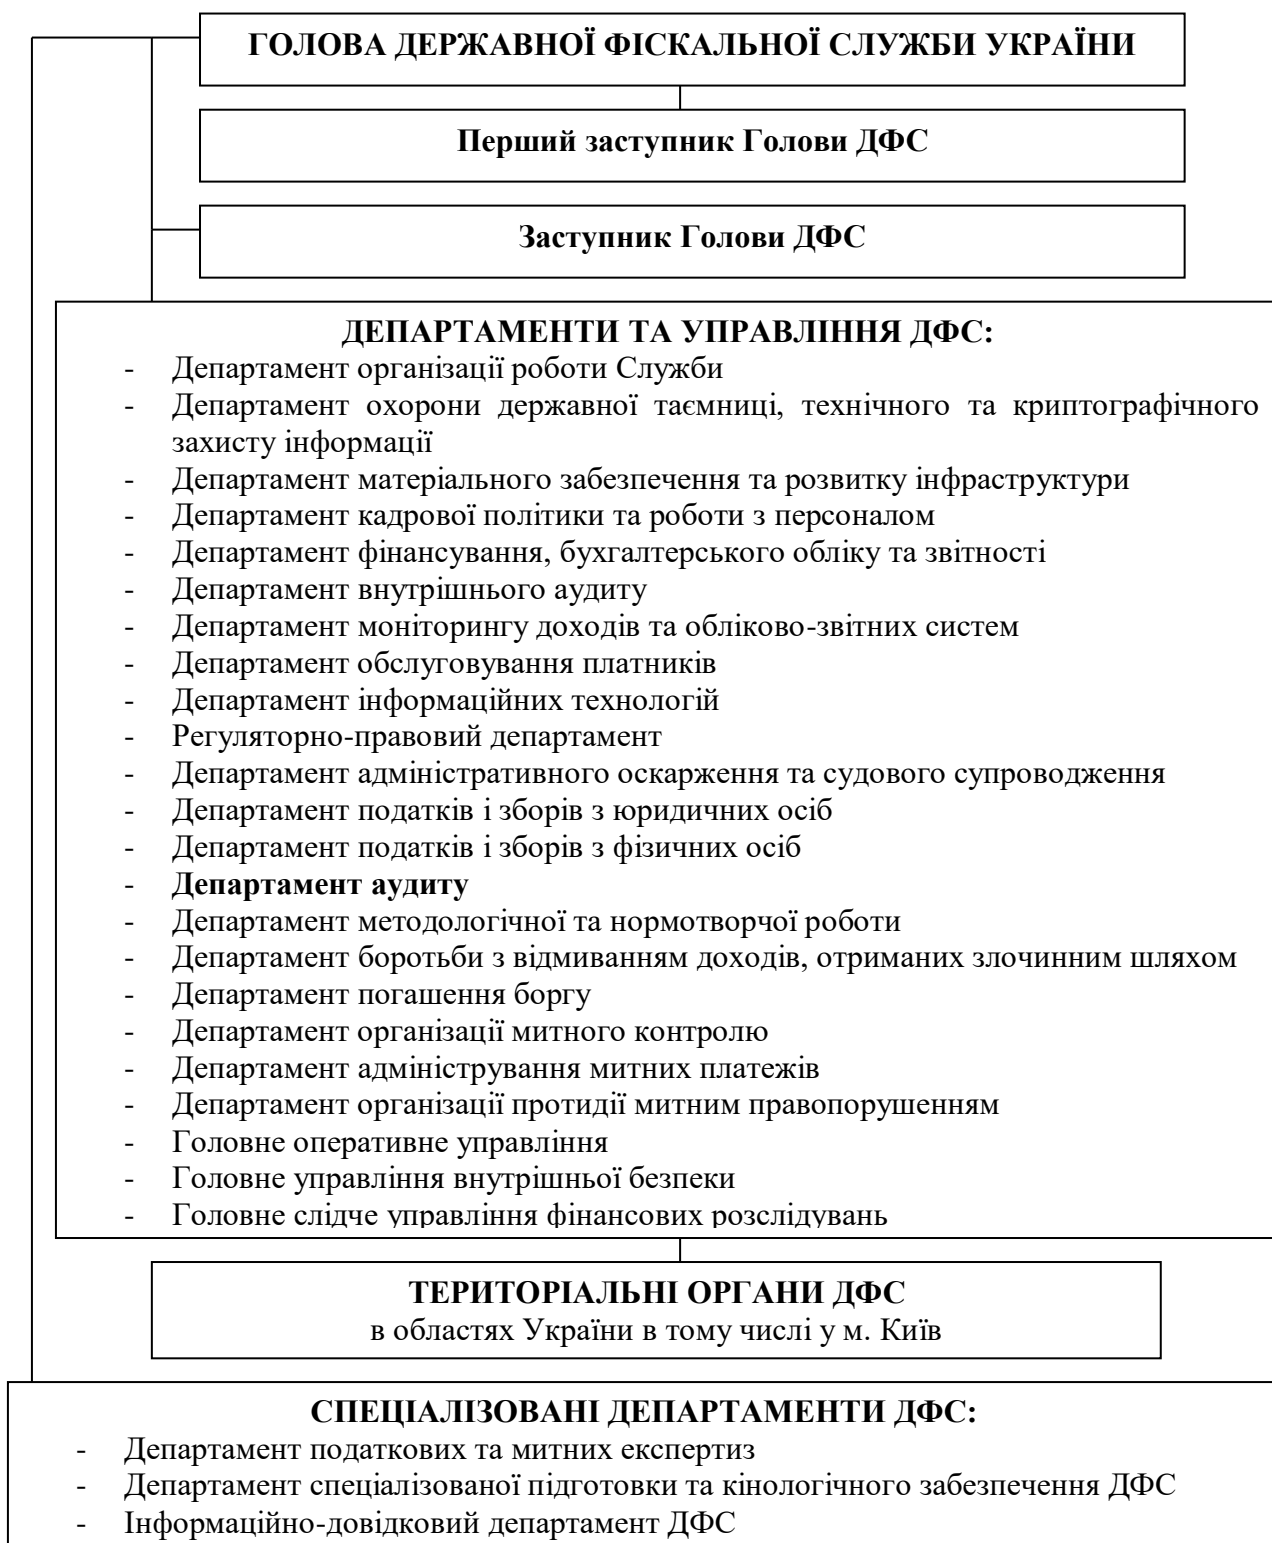 ГОЛОВА ДЕРЖАВНОЇ ФІСКАЛЬНОЇ СЛУЖБИ УКРАЇНИ
Перший заступник Голови ДФС
Заступник Голови ДФС
ДЕПАРТАМЕНТИ ТА УПРАВЛІННЯ ДФС:
- Департамент організації роботи Служби
- Департамент охорони державної таємниці, технічного та криптографічного
захисту інформації
- Департамент матеріального забезпечення та розвитку інфраструктури
- Департамент кадрової політики та роботи з персоналом
- Департамент фінансування, бухгалтерського обліку та звітності
- Департамент внутрішнього аудиту
- Департамент моніторингу доходів та обліково-звітних систем
- Департамент обслуговування платників
- Департамент інформаційних технологій
- Регуляторно-правовий департамент
- Департамент адміністративного оскарження та судового супроводження
- Департамент податків і зборів з юридичних осіб
- Департамент податків і зборів з фізичних осіб
- Департамент аудиту
- Департамент методологічної та нормотворчої роботи
- Департамент боротьби з відмиванням доходів, отриманих злочинним шляхом
- Департамент погашення боргу
- Департамент організації митного контролю
- Департамент адміністрування митних платежів
- Департамент організації протидії митним правопорушенням
- Головне оперативне управління
- Головне управління внутрішньої безпеки
- Головне слідче управління фінансових розслідувань
ТЕРИТОРІАЛЬНІ ОРГАНИ ДФС
в областях України в тому числі у м. Київ
СПЕЦІАЛІЗОВАНІ ДЕПАРТАМЕНТИ ДФС:
- Департамент податкових та митних експертиз
- Департамент спеціалізованої підготовки та кінологічного забезпечення ДФС
- Інформаційно-довідковий департамент ДФС